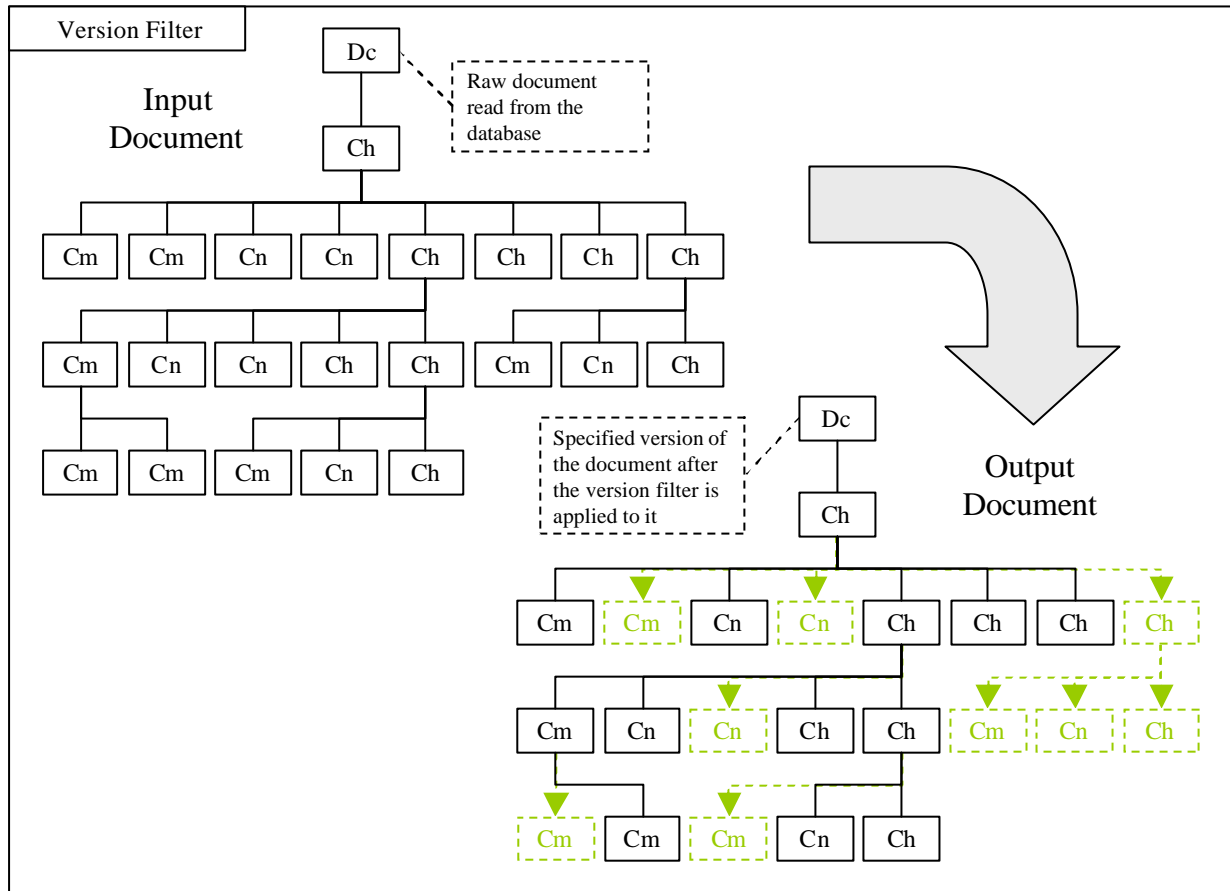 Version Filter
Dc
Raw document
read from the
database
Input
Document
Ch
Cm Cm Cn Cn Ch Ch Ch Ch
Cm Cn Cn Ch Ch Cm Cn Ch
Cm Cm Cm Cn Ch
Dc
Specified version of
the document after
the version filter is
applied to it
Output
Document
Ch
Cm Cm Cn Cn Ch Ch Ch Ch
Cm Cn Cn Ch Ch Cm Cn Ch
Cm Cm Cm Cn Ch